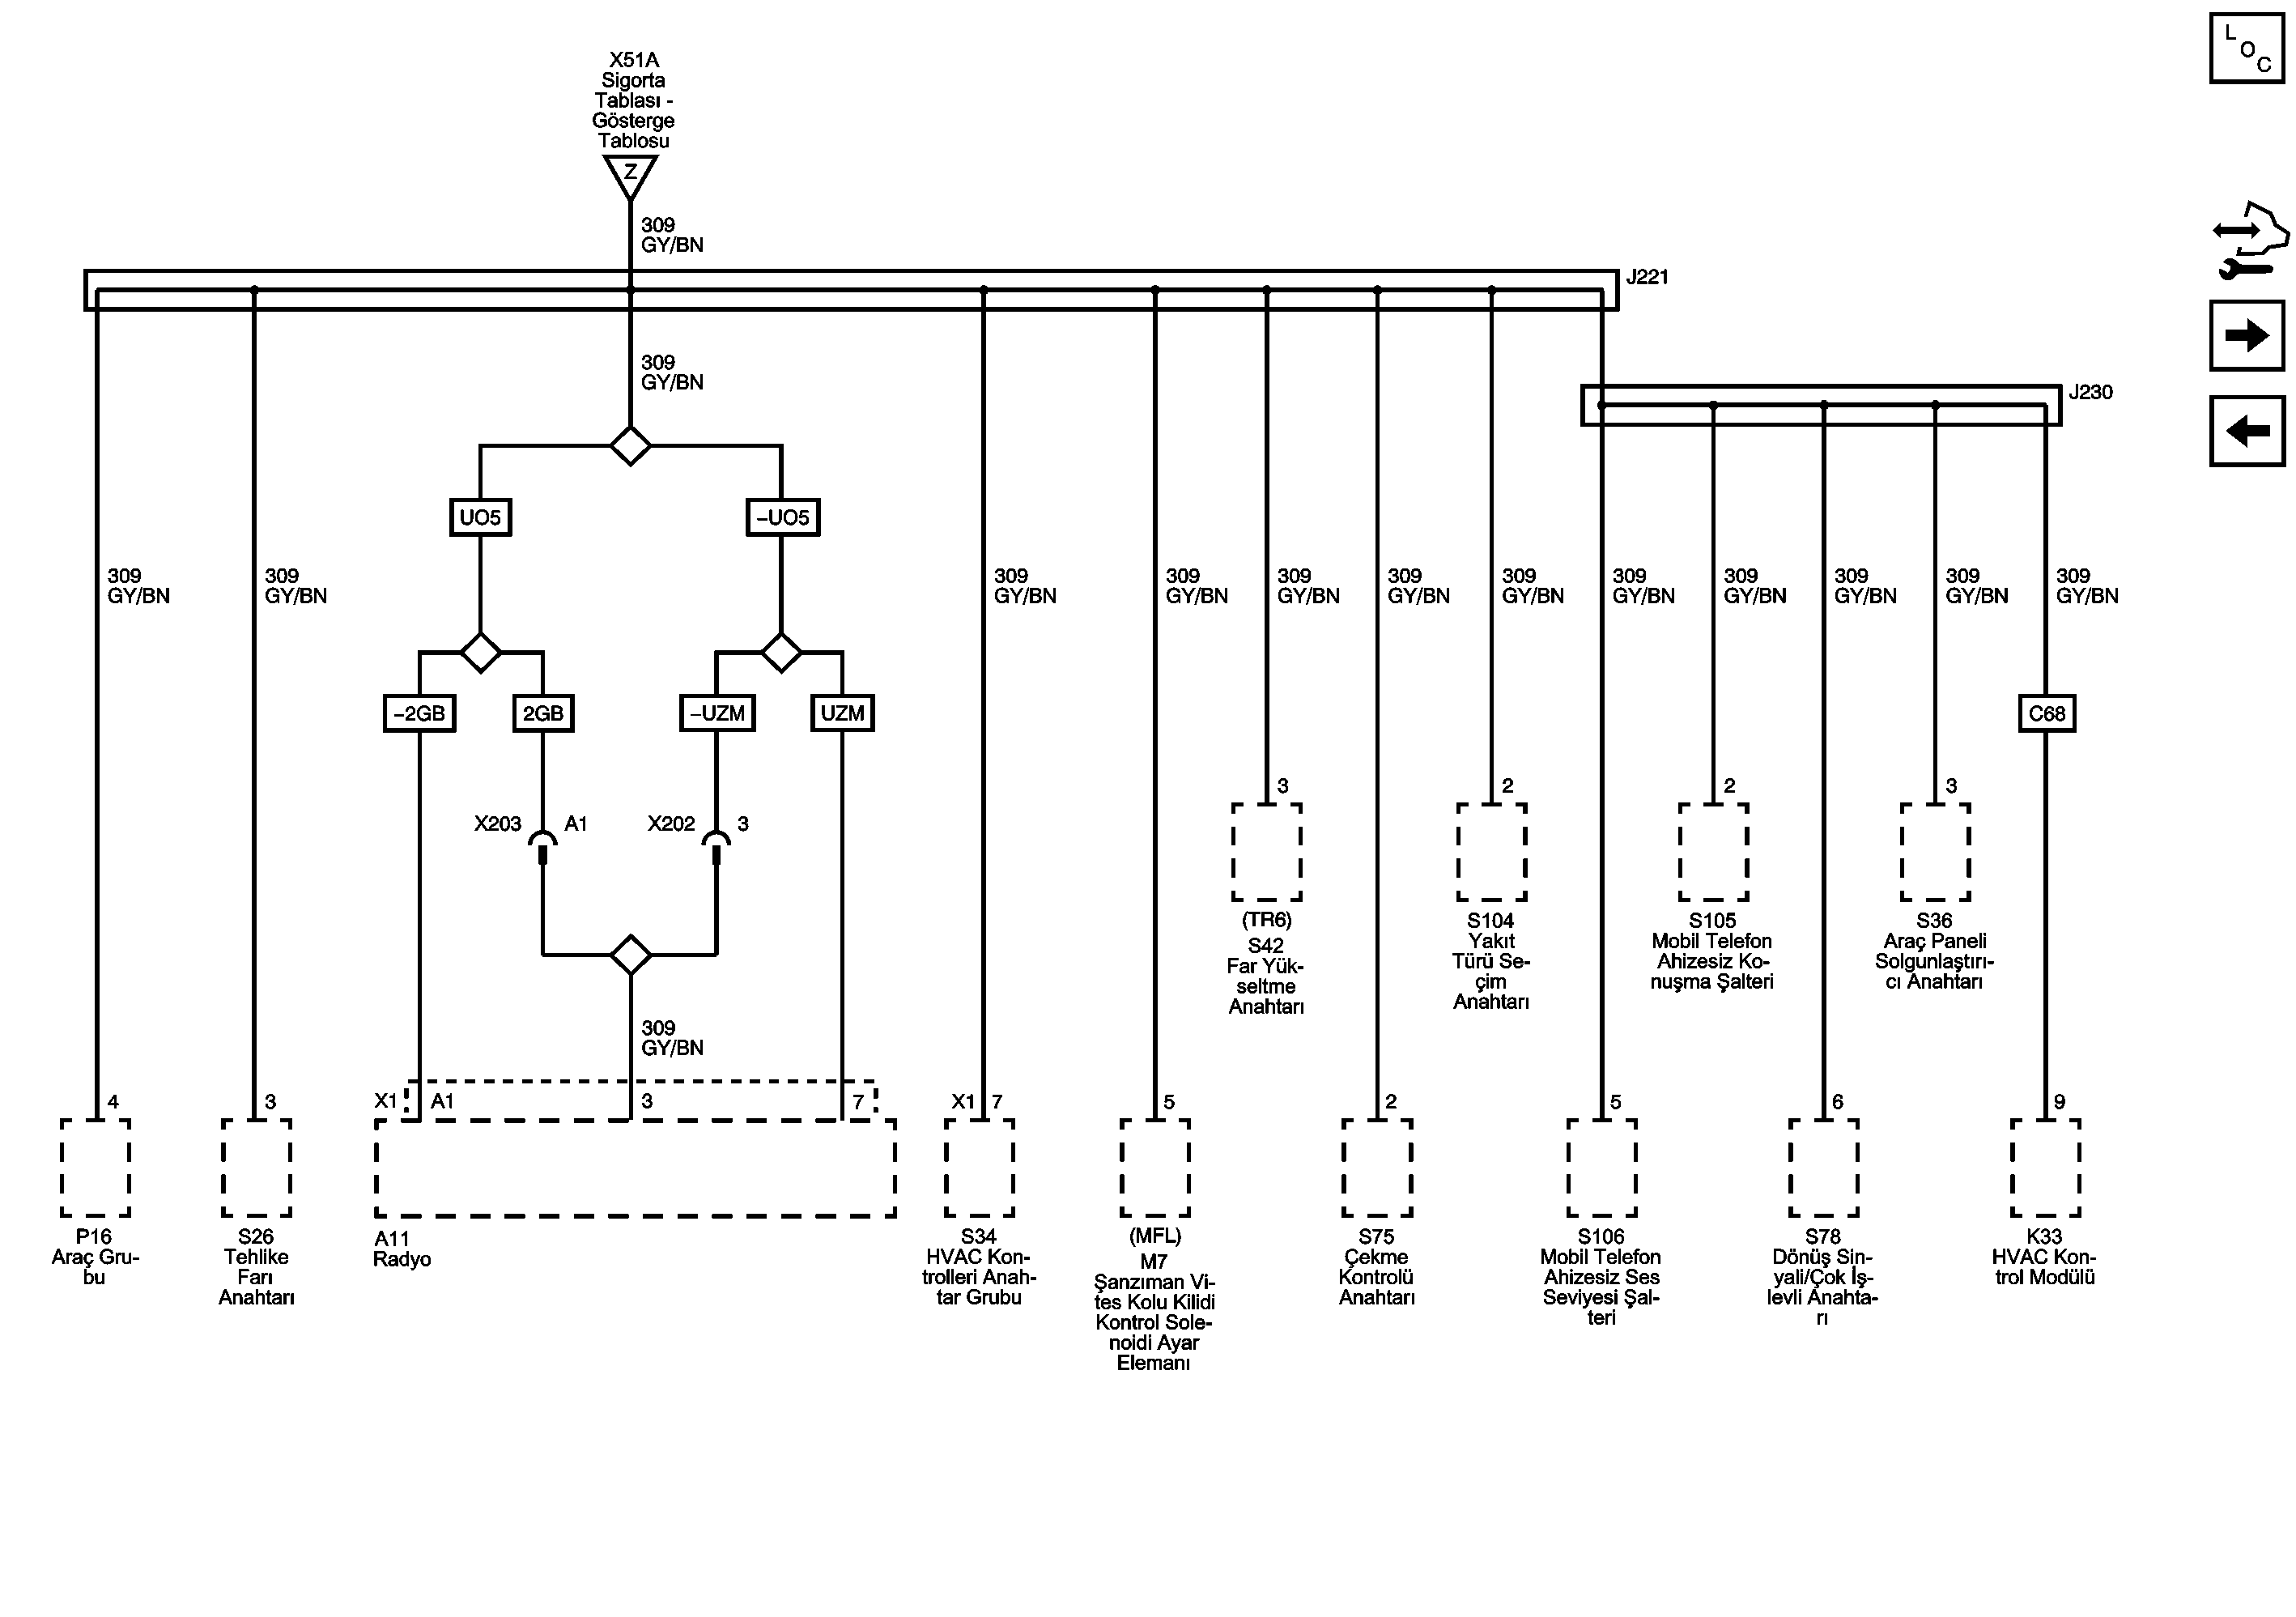 L
O
C
X51A
Sigorta
Tablası -
Gösterge
Tablosu
Z
309
GY/BN
J221
309
GY/BN
J230
UO5
–UO5
309
GY/BN
309
GY/BN
309
GY/BN
309
GY/BN
309
GY/BN
309
GY/BN
309
GY/BN
309
GY/BN
309
GY/BN
309
GY/BN
309
GY/BN
309
GY/BN
–2GB
2GB
–UZM
UZM
C68
X203 A1
X202 3
3
2
2
3
(TR6)
S42
Far Yük-
seltme
Anahtarı
S104
Yakıt
Türü Se-
çim
Anahtarı
S105
Mobil Telefon
Ahizesiz Ko-
nuşma Şalteri
S36
Araç Paneli
Solgunlaştırı-
cı Anahtarı
309
GY/BN
4
3
X1 A1
3
7
X1 7
5
2
5
6
9
P16
Araç Gru-
bu
S26
Tehlike
Farı
Anahtarı
A11
Radyo
S34
HVAC Kon-
trolleri Anah-
tar Grubu
(MFL)
M7
Şanzıman Vi-
tes Kolu Kilidi
Kontrol Sole-
noidi Ayar
Elemanı
S75
Çekme
Kontrolü
Anahtarı
S106
Mobil Telefon
Ahizesiz Ses
Seviyesi Şal-
teri
S78
Dönüş Sin-
yali/Çok İş-
levli Anahta-
rı
K33
HVAC Kon-
trol Modülü